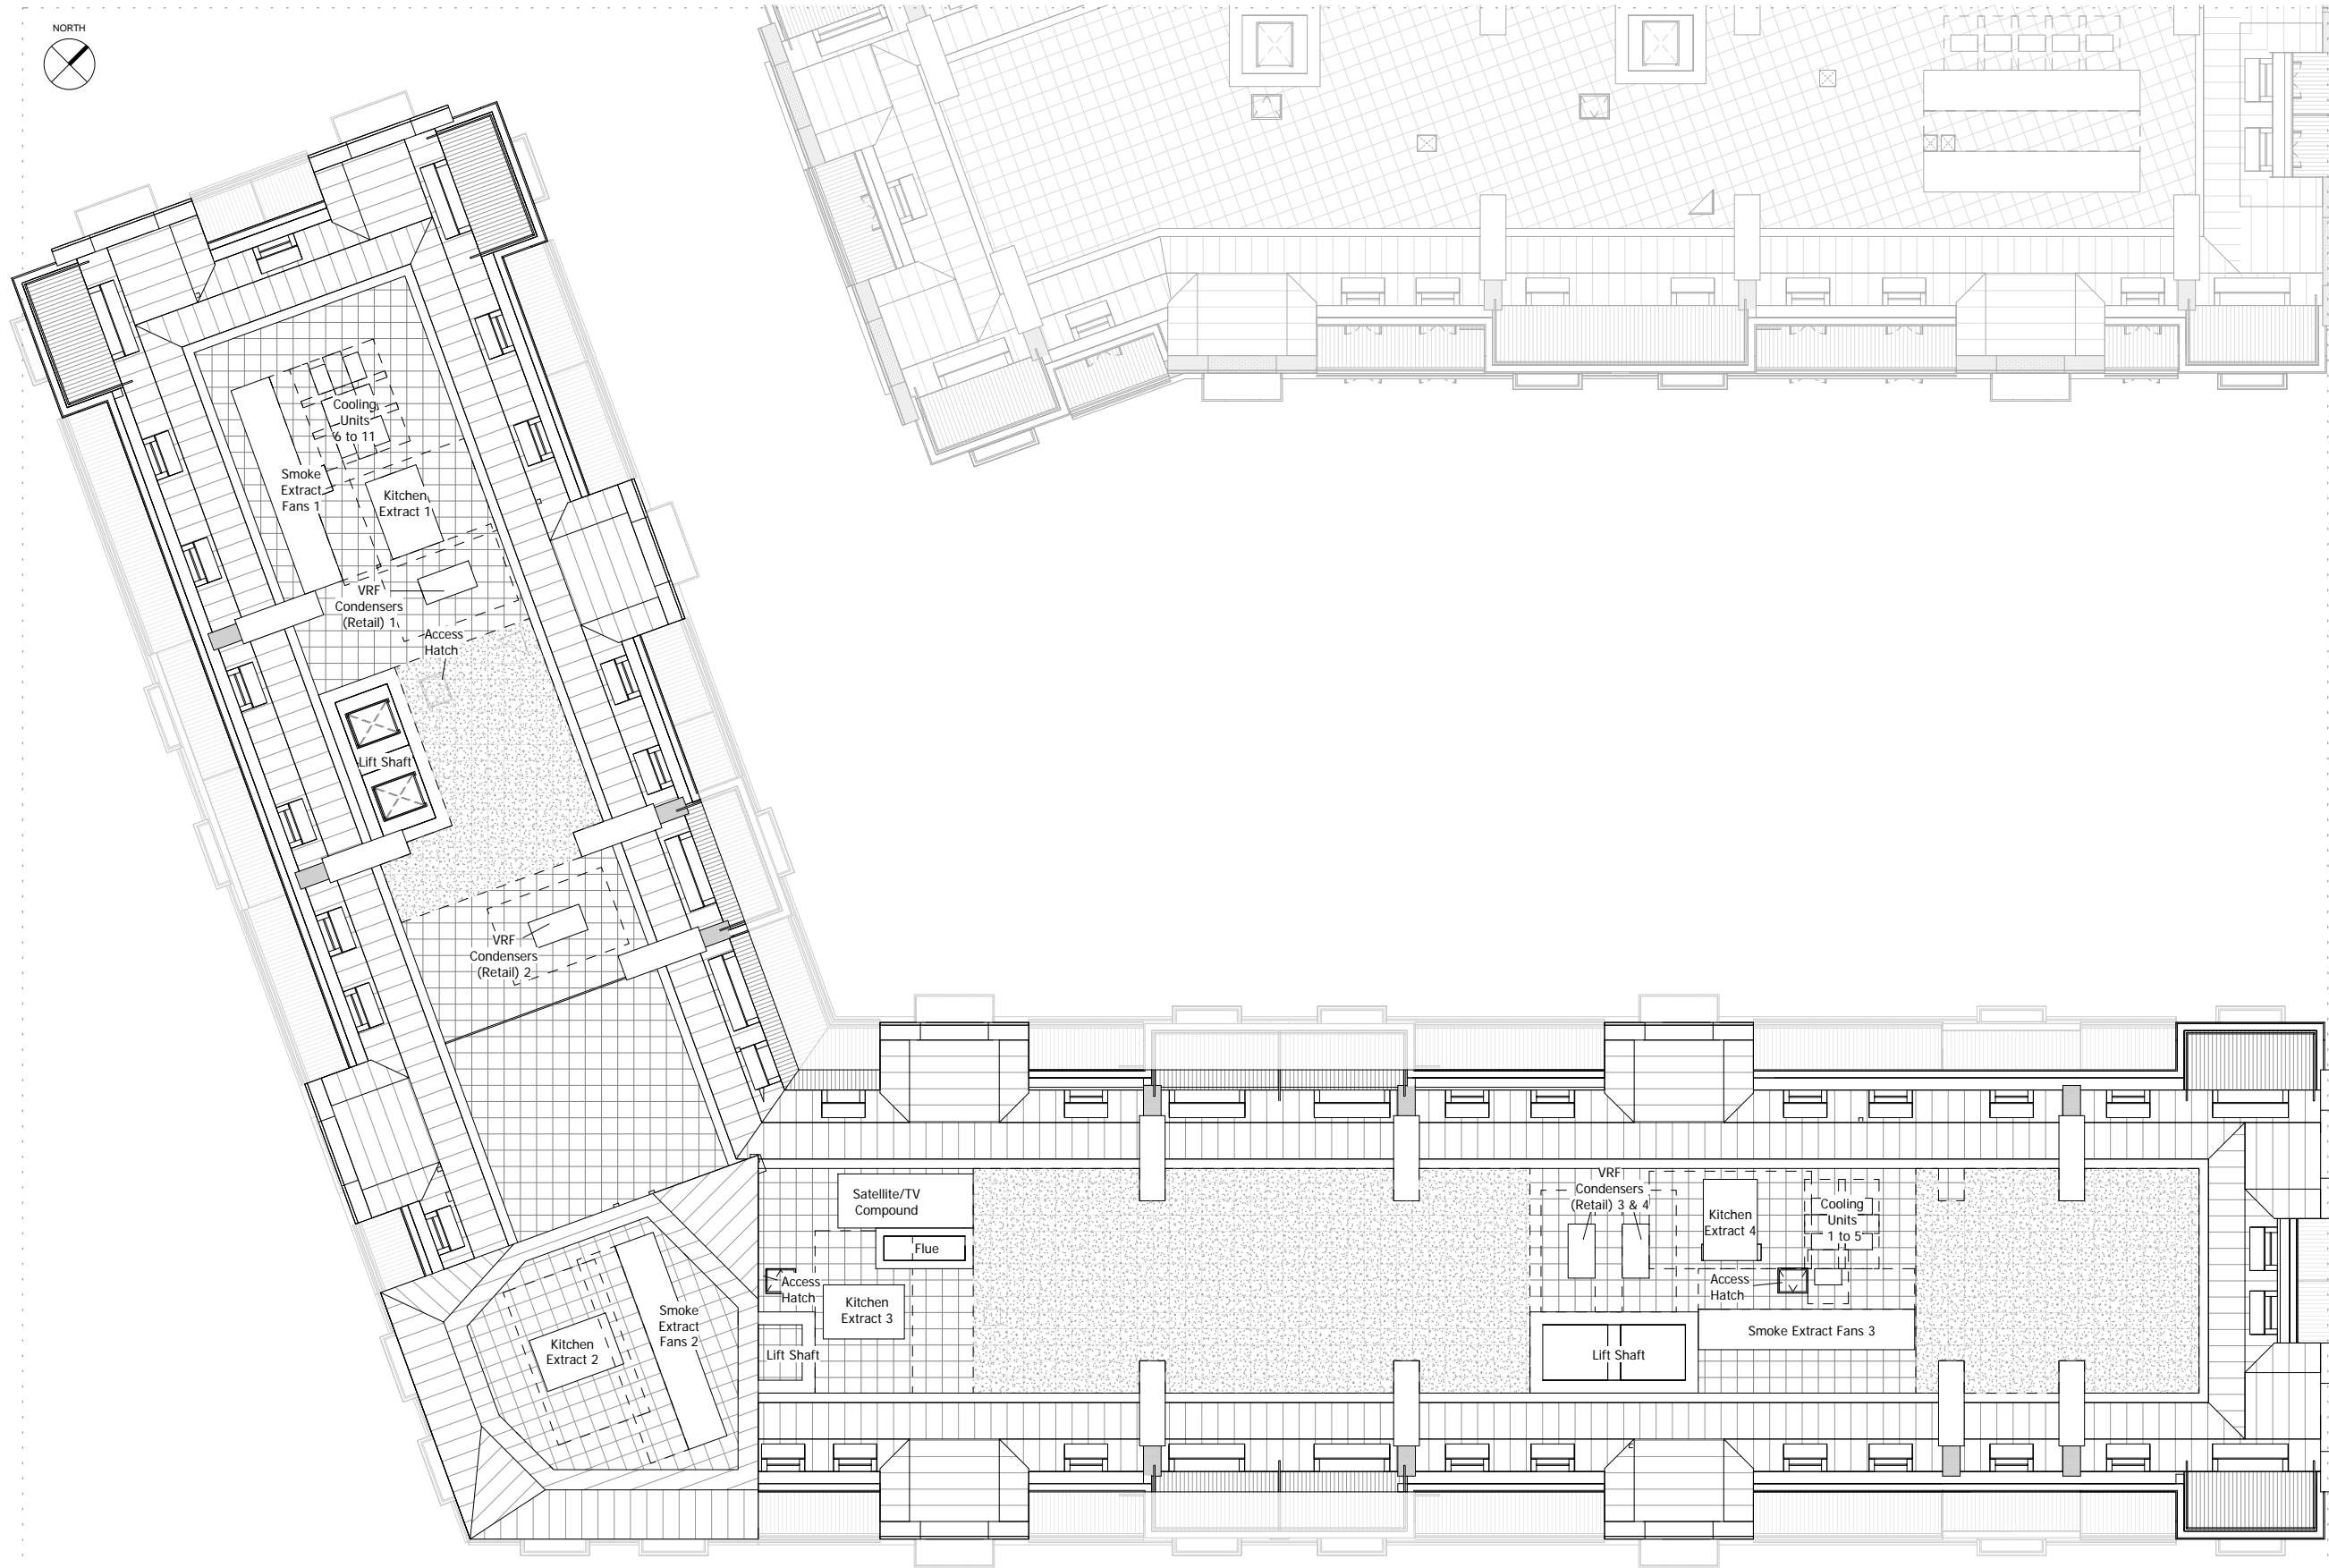 NORTH
Cooling
Units
6 to 11
Smoke
Extract
Fans 1
Kitchen
Extract 1
VRF
Condensers
(Retail) 1
Access
Hatch
Lift Shaft
VRF
Condensers
(Retail) 2
Satellite/TV
Compound
Flue
Access
Hatch
Kitchen
Extract 3
Lift Shaft
Smoke
Extract
Fans 2
Kitchen
Extract 2
VRF
Condensers
(Retail) 3 & 4
Kitchen
Extract 4
Cooling
Units
1 to 5
Access
Hatch
Smoke Extract Fans 3
Lift Shaft